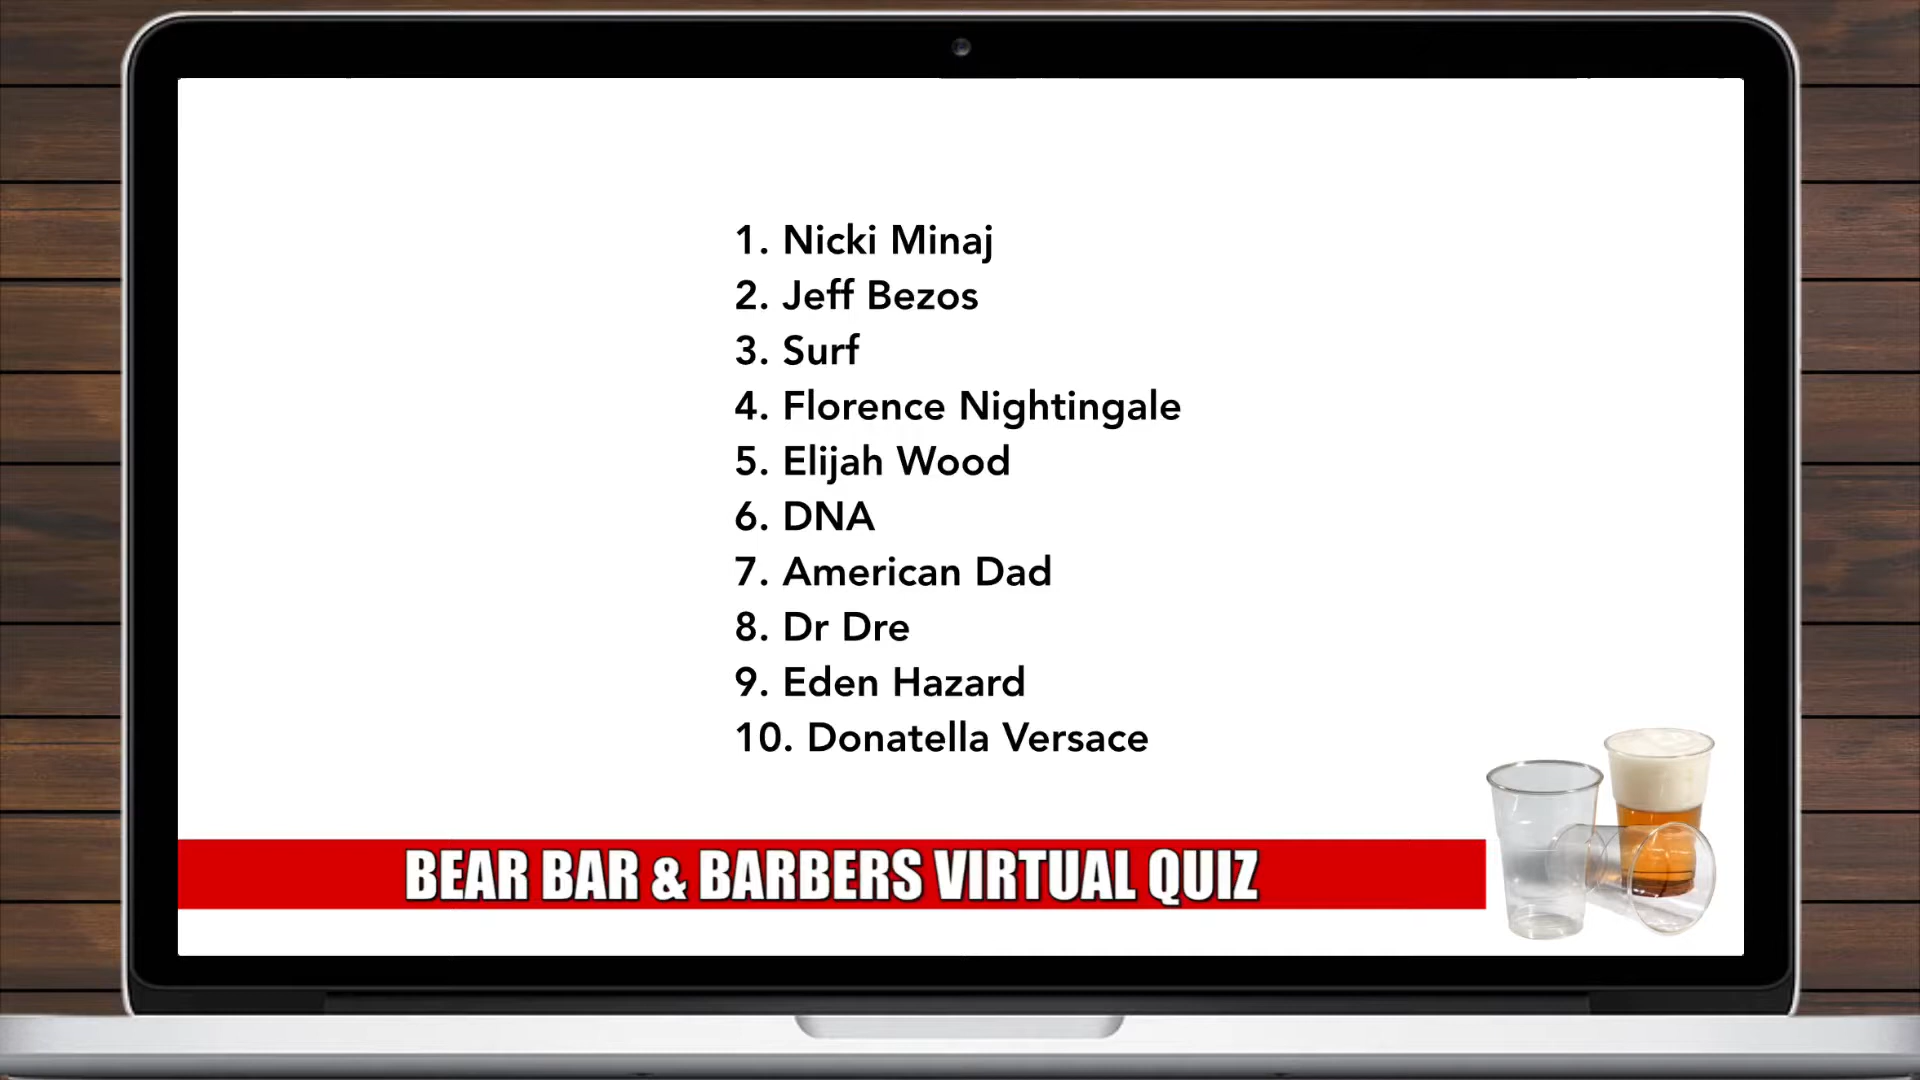 1. Nicki Minaj
2. Jeff Bezos
3. Surf
4. Florence Nightingale
5. Elijah Wood
6. DNA
7. American Dad
8. Dr Dre
9. Eden Hazard
10. Donatella Versace
BEAR BAR & BARBERS VIRTUAL QUIZ